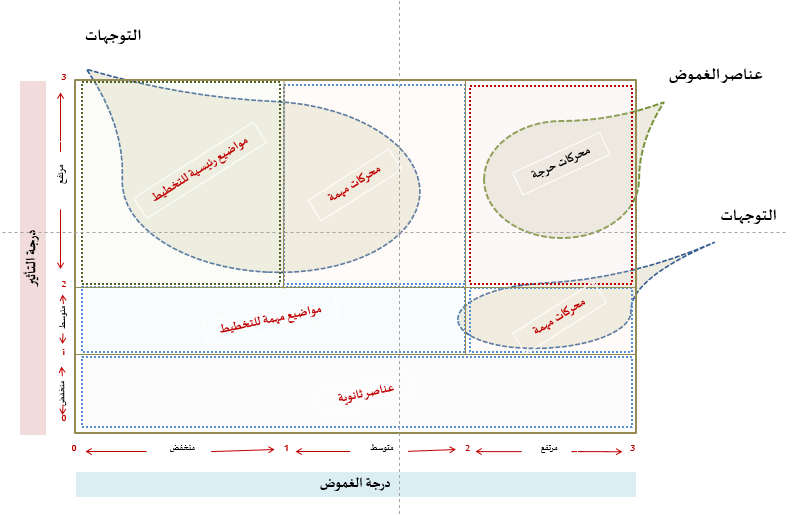 التوجهات
عناصر الغموض
3
محركات حرجة
مواضيع رئيسية للتخطيط
محركات مهمة
مرتفع
التوجهات
درجة التأثير
2
مواضيع مهمة للتخطيط
محركات مهمة
متوسط
1
عناصر ثانوية
منخفض
0
0
منخفض
1
متوسط
2
مرتفع
3
درجة الغموض